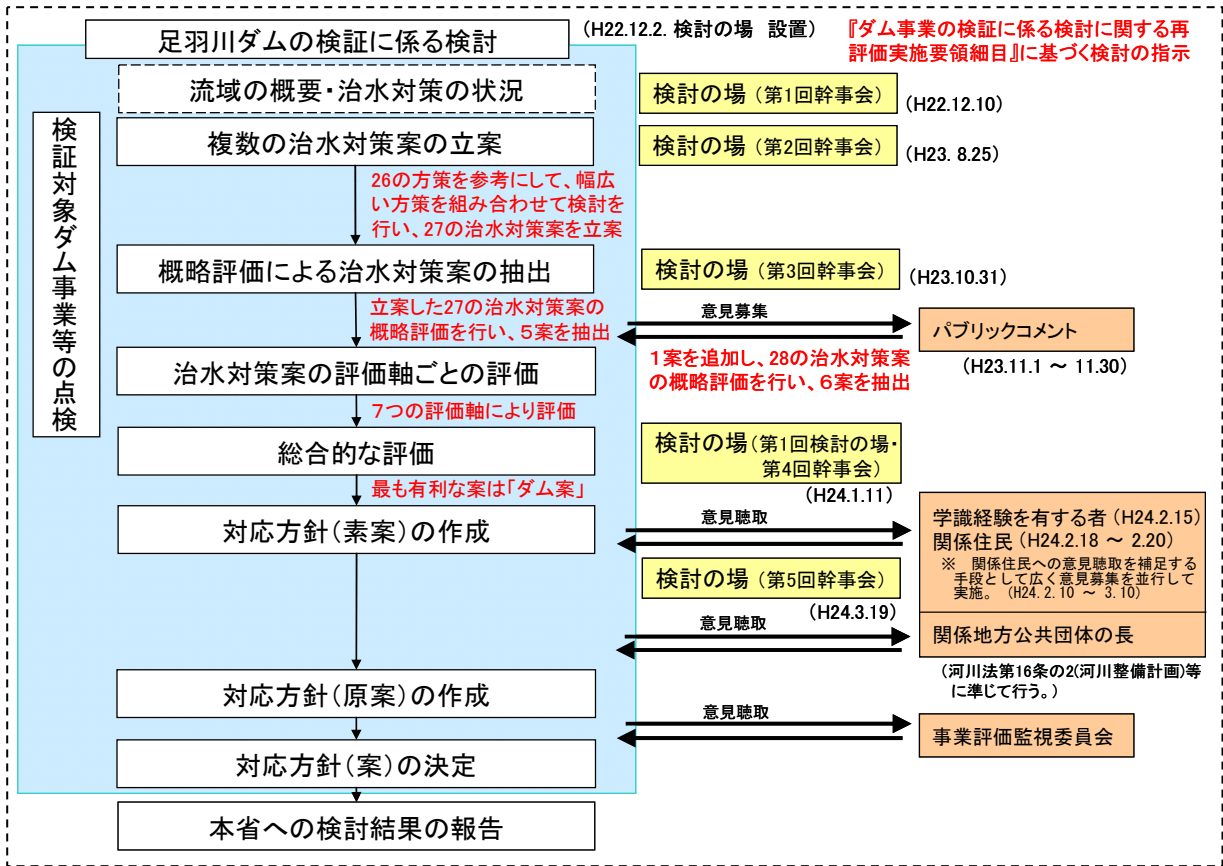 足羽川ダムの検証に係る検討
(H22.12.2. 検討の場 設置)
『ダム事業の検証に係る検討に関する再
評価実施要領細目』に基づく検討の指示
検証対象ダム事業等の点検
流域の概要・治水対策の状況
検討の場（第1回幹事会）
(H22.12.10)
複数の治水対策案の立案
検討の場（第2回幹事会）
(H23. 8.25)
26の方策を参考にして、幅広
い方策を組み合わせて検討を
行い、27の治水対策案を立案
概略評価による治水対策案の抽出
検討の場（第3回幹事会）
(H23.10.31)
立案した27の治水対策案の
概略評価を行い、５案を抽出
意見募集
パブリックコメント
(H23.11.1 ～ 11.30)
１案を追加し、28の治水対策案
の概略評価を行い、６案を抽出
治水対策案の評価軸ごとの評価
７つの評価軸により評価
総合的な評価
検討の場(第1回検討の場・
第4回幹事会)
(H24.1.11)
最も有利な案は「ダム案」
対応方針(素案)の作成
意見聴取
学識経験を有する者 (H24.2.15)
関係住民 (H24.2.18 ～ 2.20)
※ 関係住民への意見聴取を補足する
手段として広く意見募集を並行して
実施。 (H24. 2. 10 ～ 3. 10)
検討の場（第5回幹事会）
(H24.3.19)
意見聴取
関係地方公共団体の長
(河川法第16条の2(河川整備計画)等
に準じて行う。)
対応方針(原案)の作成
意見聴取
事業評価監視委員会
対応方針(案)の決定
本省への検討結果の報告